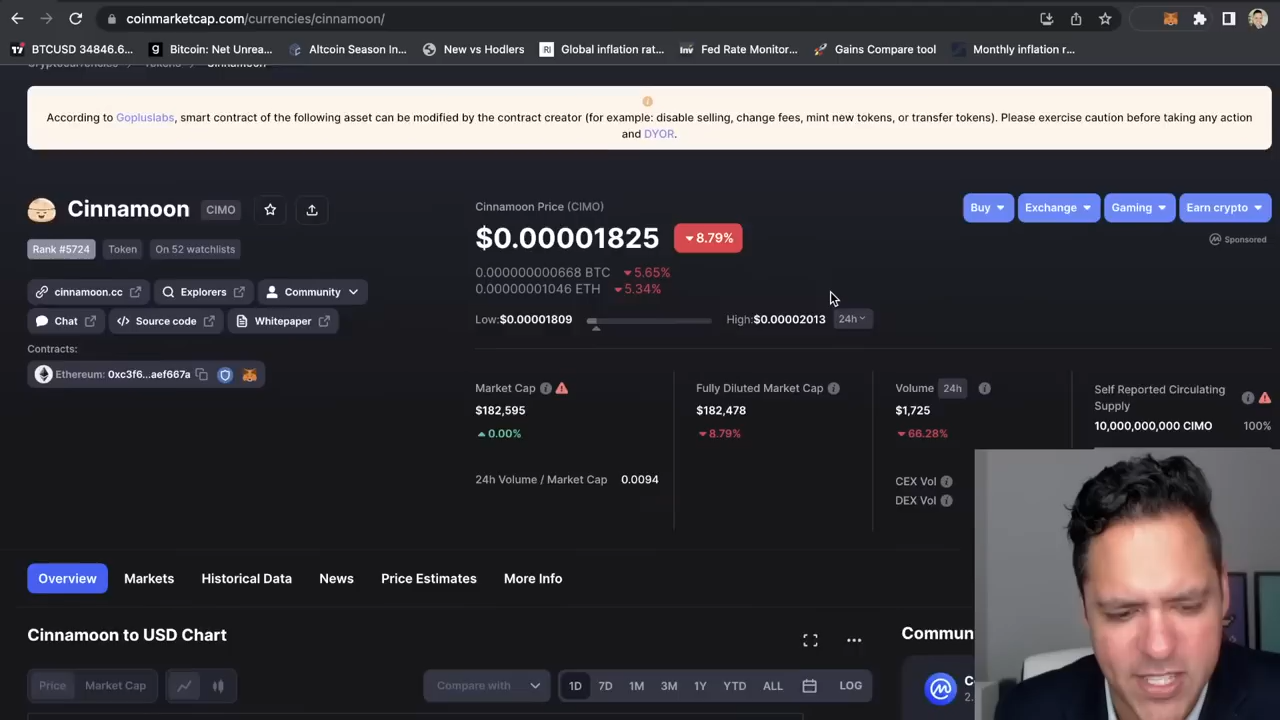 coinmarketcap.com/currencies/cinnamoon/
BTCUSD 34846.6...
Bitcoin: Net Unrea...
Altcoin Season In...
New vs Hodlers
Global inflation rat...
Fed Rate Monitor...
Gains Compare tool
Monthly inflation r...
Cryptocurrencies
Tokens
Cinnamoon
According to Gopluslabs, smart contract of the following asset can be modified by the contract creator (for example: disable selling, change fees, mint new tokens, or transfer tokens). Please exercise caution before taking any action
and DYOR.
Cinnamoon CIMO
Rank #5724
Token
On 52 watchlists
cinnamoon.cc
Explorers
Community
Chat
Source code
Whitepaper
Contracts:
Ethereum: 0xc3f6...aef667a
Cinnamoon Price (CIMO)
$0.00001825
8.79%
0.000000000668 BTC 5.65%
0.00000001046 ETH 5.34%
Low:$0.00001809
High:$0.00002013
24h
Buy
Exchange
Gaming
Earn crypto
Sponsored
Market Cap
$182,595
0.00%
24h Volume / Market Cap 0.0094
Fully Diluted Market Cap
$182,478
8.79%
Volume 24h
$1,725
66.28%
CEX Vol
DEX Vol
Self Reported Circulating
Supply
10,000,000,000 CIMO 100%
Overview
Markets
Historical Data
News
Price Estimates
More Info
Cinnamoon to USD Chart
Price
Market Cap
Compare with
1D
7D
1M
3M
1Y
YTD
ALL
LOG